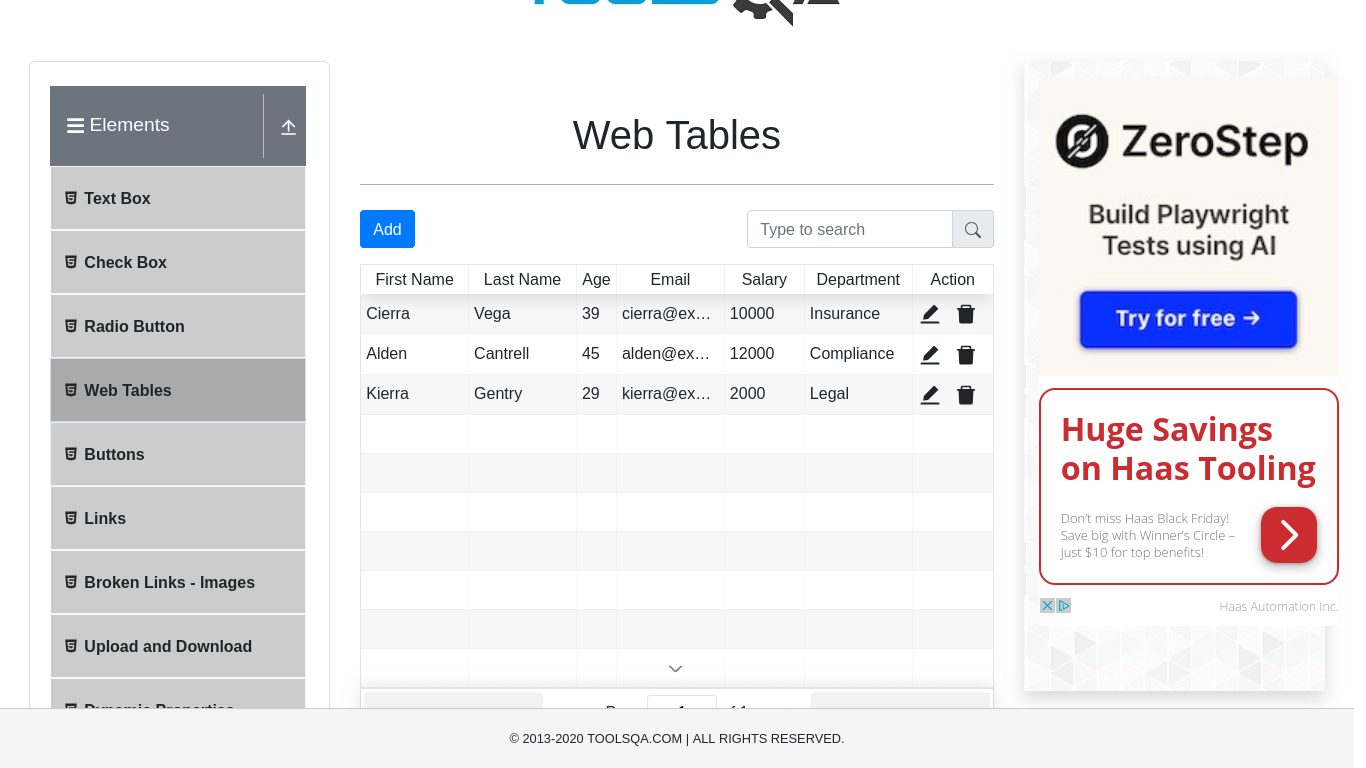 Elements
Text Box
Check Box
Radio Button
Web Tables
Buttons
Links
Broken Links - Images
Upload and Download
Web Tables
Add
Type to search
First Name Last Name Age Email Salary Department Action
Cierra Vega 39 cierra@ex… 10000 Insurance
Alden Cantrell 45 alden@ex… 12000 Compliance
Kierra Gentry 29 kierra@ex… 2000 Legal
ZeroStep
Build Playwright
Tests using AI
Try for free →
Huge Savings
on Haas Tooling
Don't miss Haas Black Friday!
Save big with Winner's Circle –
just $10 for top benefits!
Haas Automation Inc.
© 2013-2020 TOOLSQA.COM | ALL RIGHTS RESERVED.